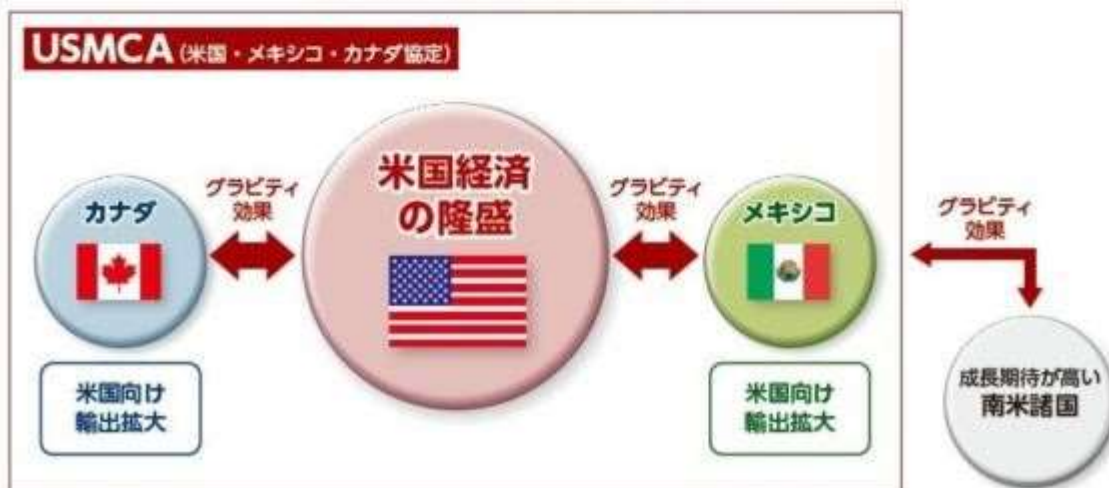 USMCA(米国・メキシコ・カナダ協定)
カナダ
グラビティ
効果
米国経済
の隆盛
グラビティ
効果
メキシコ
グラビティ
効果
米国向け
輸出拡大
米国向け
輸出拡大
成長期待が高い
南米諸国